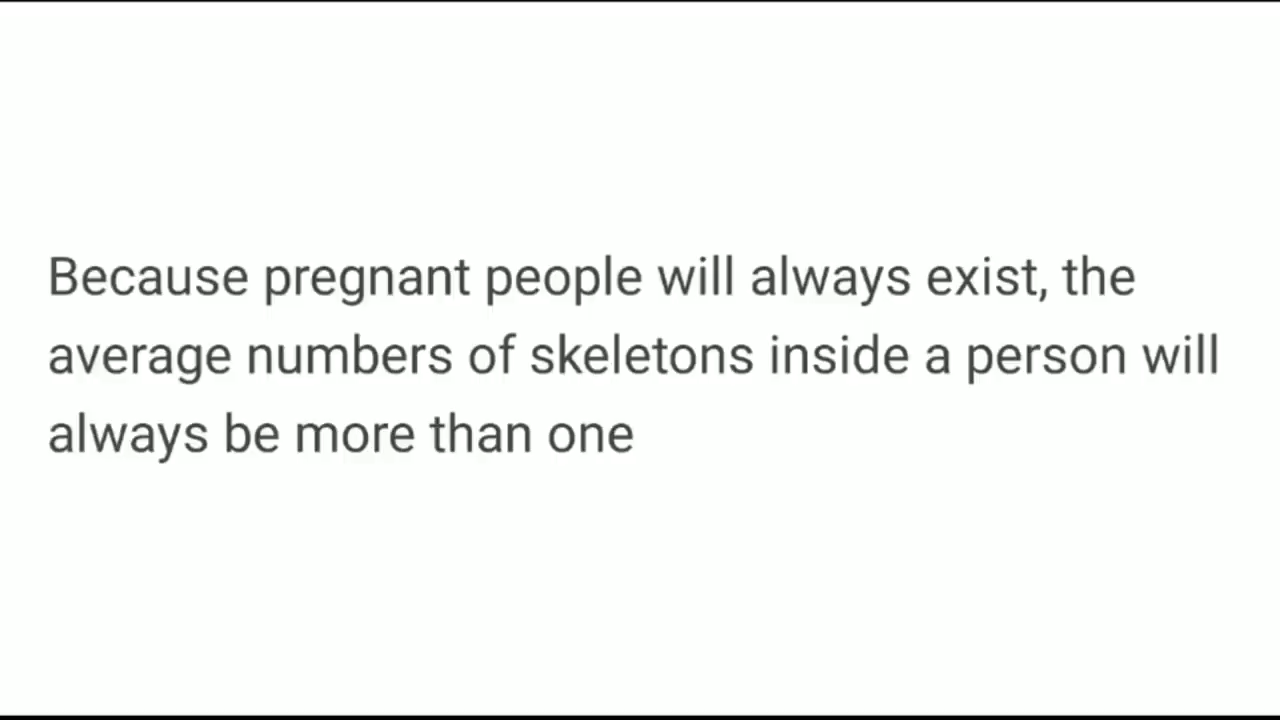 Because pregnant people will always exist, the
average numbers of skeletons inside a person will
always be more than one